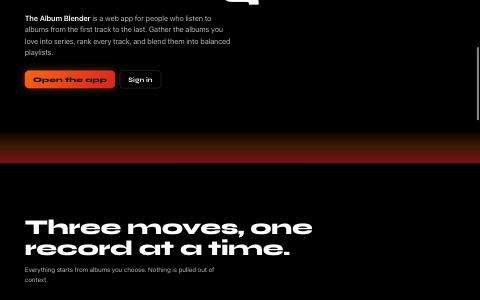 The Album Blender is a web app for people who listen to
albums from the first track to the last. Gather the albums you
love into series, rank every track, and blend them into balanced
playlists.
Open the app
Sign in
Three moves, one
record at a time.
Everything starts from albums you choose. Nothing is pulled out of
context.